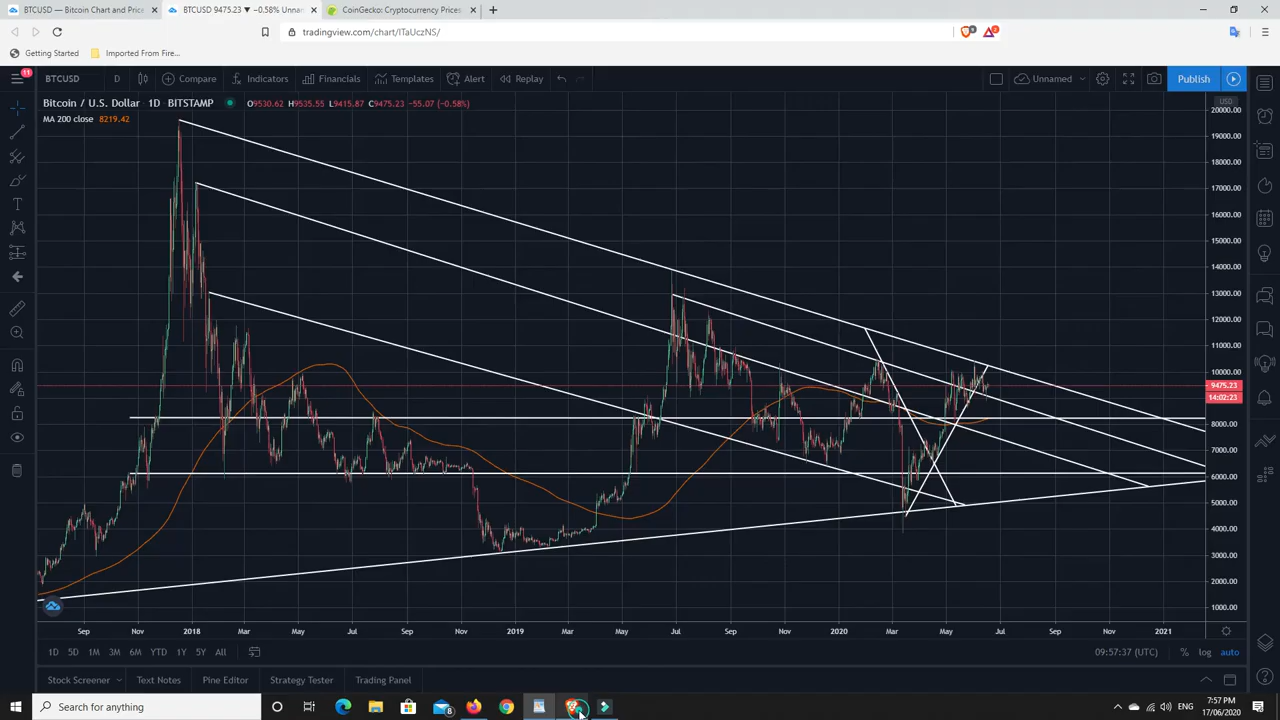 BTCUSD — Bitcoin Chart and Price
BTCUSD 9475.23 ▼ −0.58% Unnam
CoinGecko: Cryptocurrency Prices
tradingview.com/chart/ITaUczNS/
Getting Started
Imported From Fire...
11
BTCUSD
D
Compare
Indicators
Financials
Templates
Alert
Replay
Unnamed
Publish
Bitcoin / U.S. Dollar 1D BITSTAMP
O9530.62 H9535.55 L9415.87 C9475.23 −55.07 (−0.58%)
MA 200 close 8219.42
USD
20000.00
19000.00
18000.00
17000.00
16000.00
15000.00
14000.00
13000.00
12000.00
11000.00
10000.00
9475.23
14:02:23
8000.00
7000.00
6000.00
5000.00
4000.00
3000.00
2000.00
1000.00
Sep Nov 2018 Mar May Jul Sep Nov 2019 Mar May Jul Sep Nov 2020 Mar May Jul Sep Nov 2021
1D 5D 1M 3M 6M YTD 1Y 5Y All
09:57:37 (UTC) % log auto
Stock Screener
Text Notes
Pine Editor
Strategy Tester
Trading Panel
Search for anything
8
ENG
7:57 PM
17/06/2020